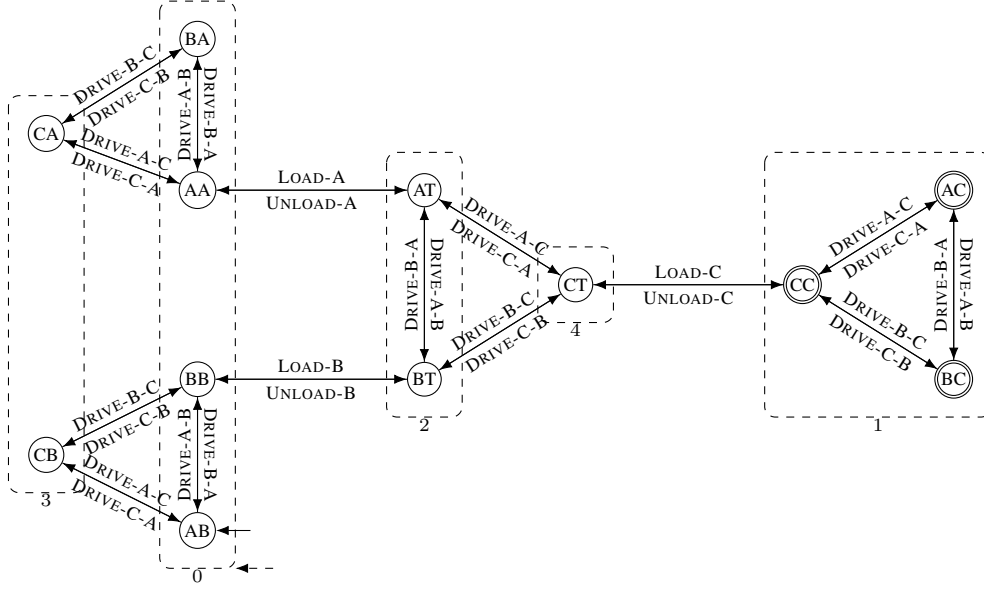 BA
DRIVE-B-C
DRIVE-C-B
DRIVE-A-B
DRIVE-B-A
CA
DRIVE-A-C
DRIVE-C-A
AA
LOAD-A
UNLOAD-A
AT
DRIVE-A-C
DRIVE-C-A
DRIVE-B-A
DRIVE-A-B
CT
4
DRIVE-B-C
DRIVE-C-B
LOAD-C
UNLOAD-C
AC
DRIVE-A-C
DRIVE-C-A
CC
DRIVE-B-A
DRIVE-A-B
DRIVE-B-C
DRIVE-C-B
BC
1
BB
LOAD-B
UNLOAD-B
BT
2
DRIVE-B-C
DRIVE-C-B
DRIVE-A-B
DRIVE-B-A
CB
3
DRIVE-A-C
DRIVE-C-A
AB
0